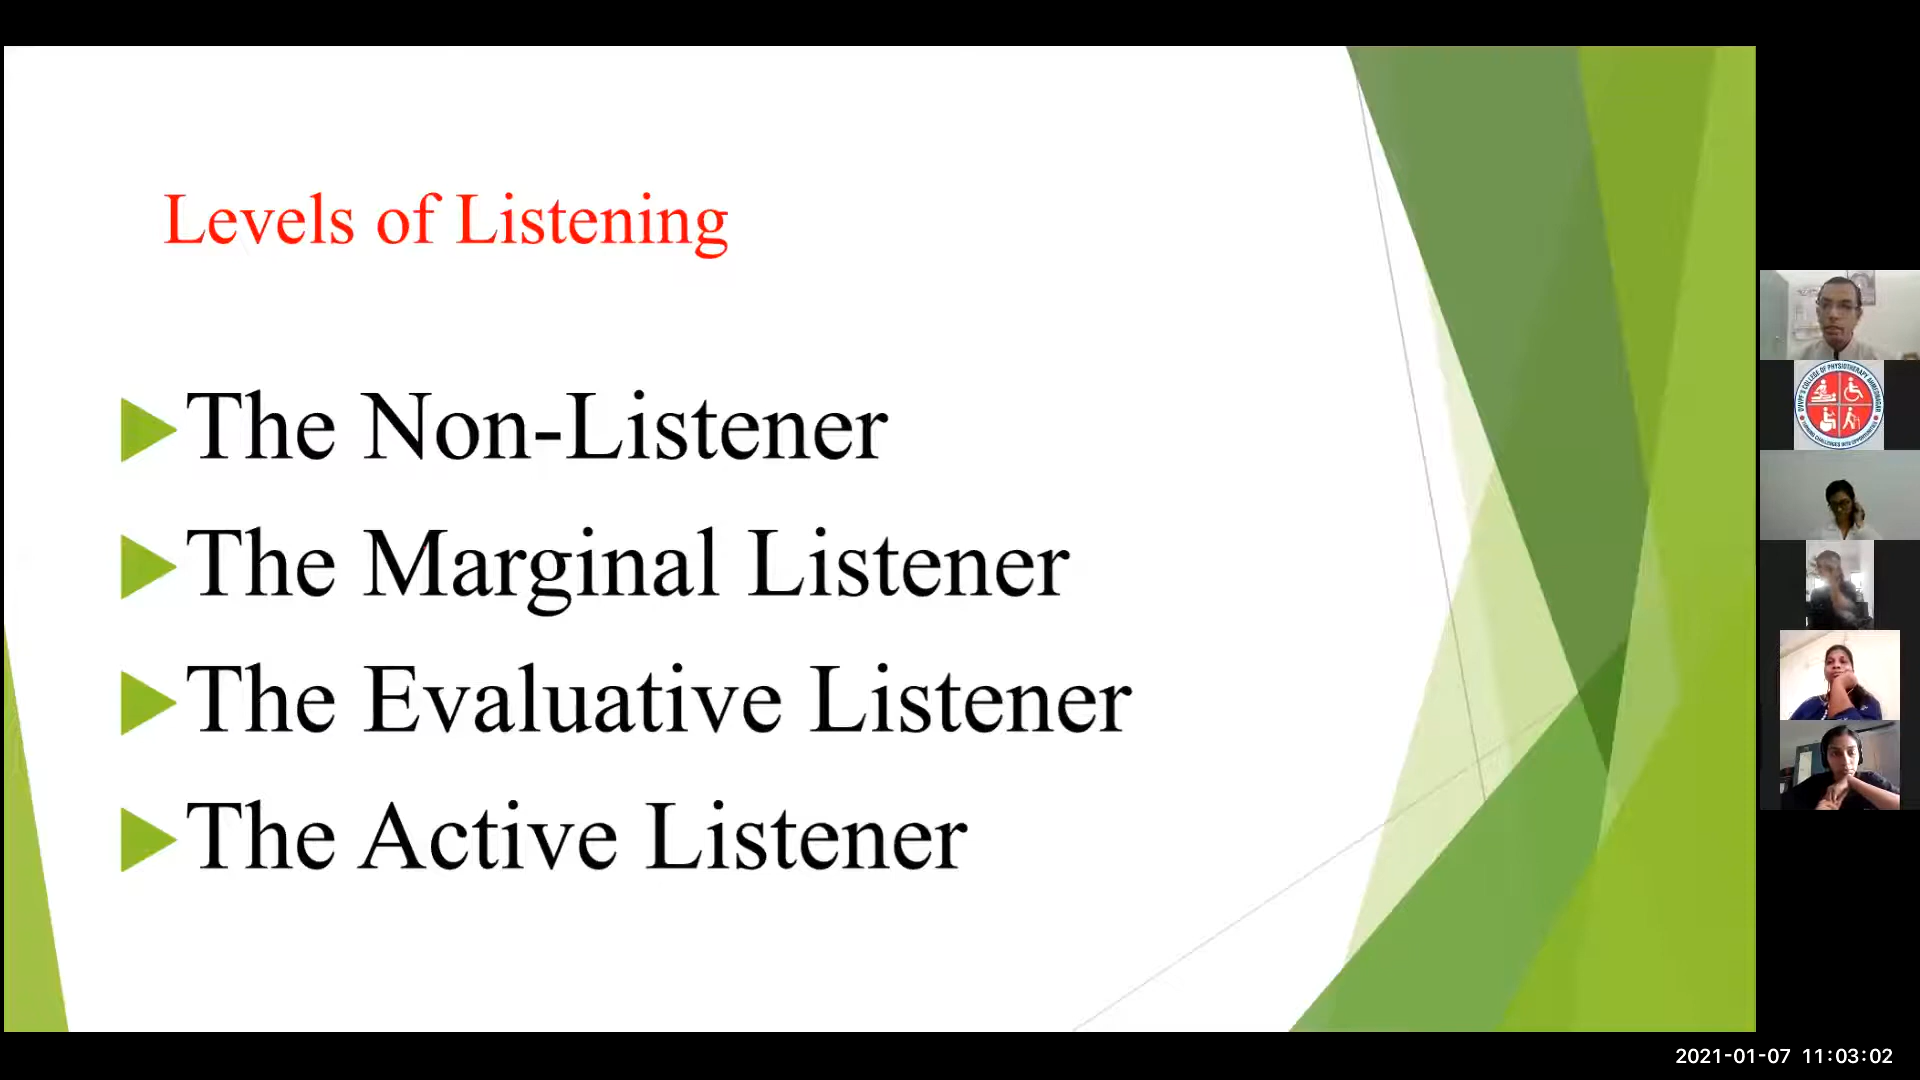 Levels of Listening
The Non-Listener
The Marginal Listener
The Evaluative Listener
The Active Listener
2021-01-07 11:03:02